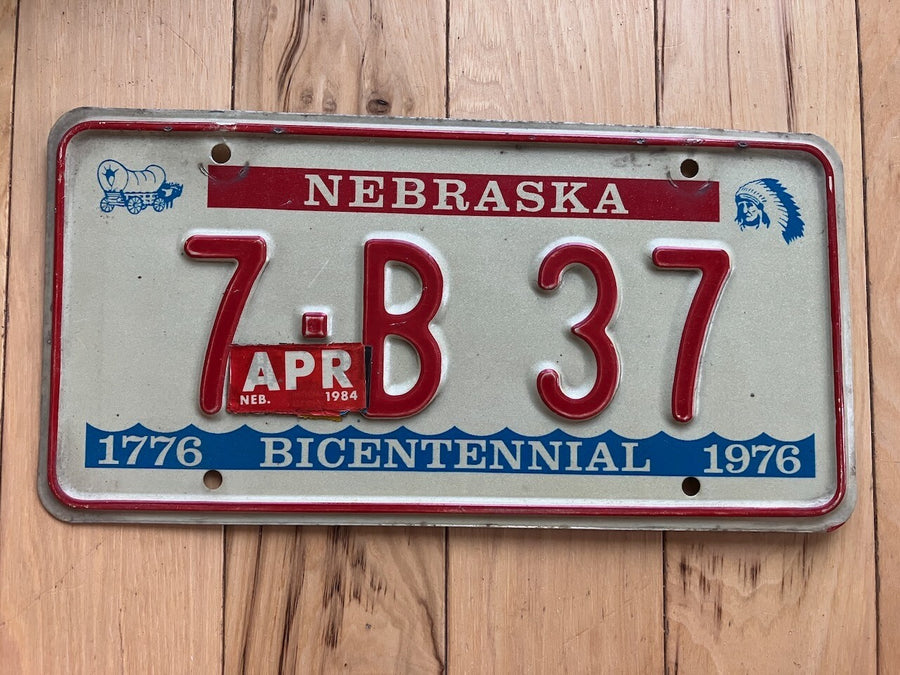 NEBRASKA
7·B 37
APR
NEB. 1984
1776 BICENTENNIAL 1976